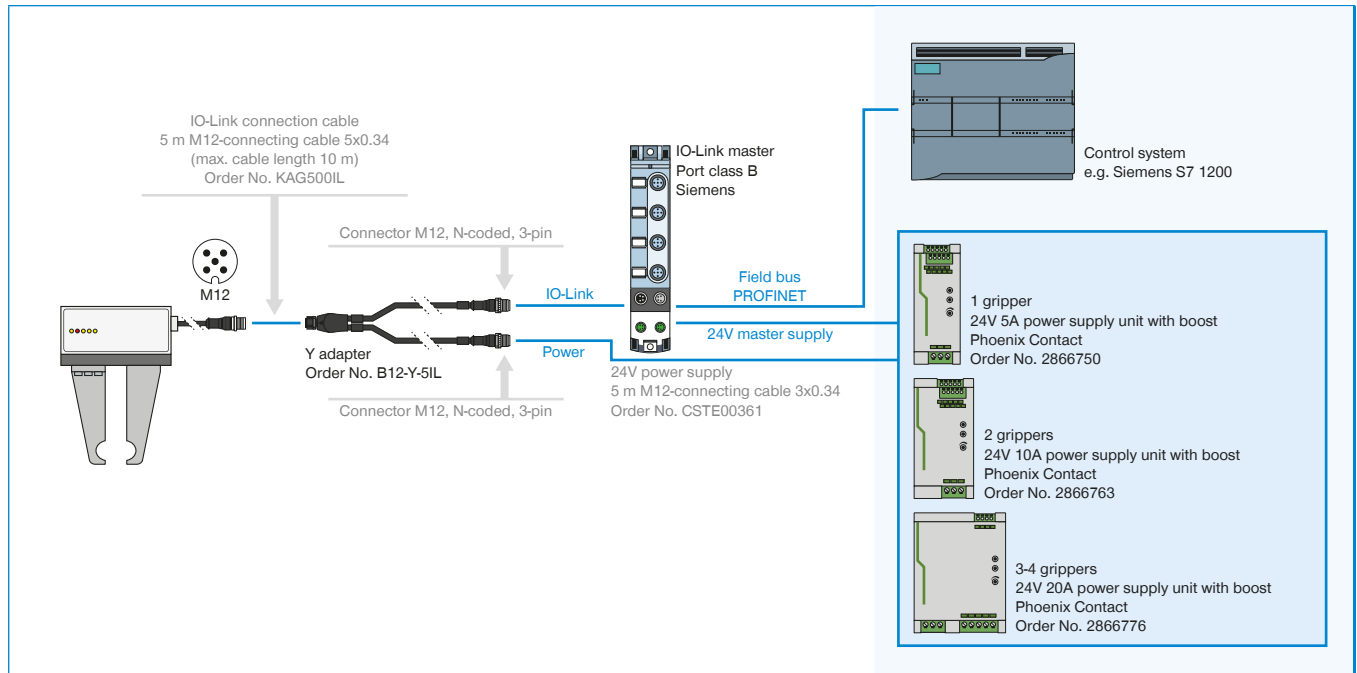 IO-Link connection cable
5 m M12-connecting cable 5x0.34
(max. cable length 10 m)
Order No. KAG500IL
M12
Connector M12, N-coded, 3-pin
Y adapter
Order No. B12-Y-5IL
Connector M12, N-coded, 3-pin
IO-Link
Power
IO-Link master
Port class B
Siemens
Field bus
PROFINET
24V master supply
24V power supply
5 m M12-connecting cable 3x0.34
Order No. CSTE00361
Control system
e.g. Siemens S7 1200
1 gripper
24V 5A power supply unit with boost
Phoenix Contact
Order No. 2866750
2 grippers
24V 10A power supply unit with boost
Phoenix Contact
Order No. 2866763
3-4 grippers
24V 20A power supply unit with boost
Phoenix Contact
Order No. 2866776